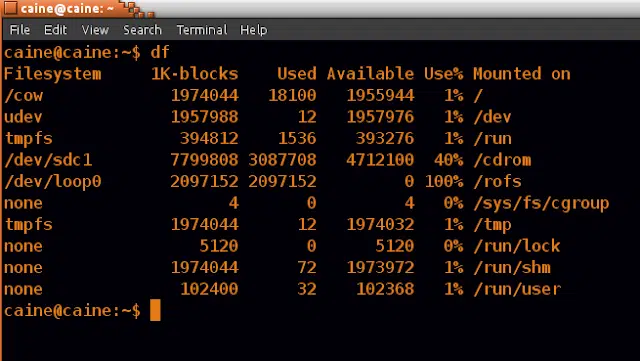 caine@caine: ~
File Edit View Search Terminal Help
caine@caine:~$ df
Filesystem 1K-blocks Used Available Use% Mounted on
/cow 1974044 18100 1955944 1% /
udev 1957988 12 1957976 1% /dev
tmpfs 394812 1536 393276 1% /run
/dev/sdc1 7799808 3087708 4712100 40% /cdrom
/dev/loop0 2097152 2097152 0 100% /rofs
none 4 0 4 0% /sys/fs/cgroup
tmpfs 1974044 12 1974032 1% /tmp
none 5120 0 5120 0% /run/lock
none 1974044 72 1973972 1% /run/shm
none 102400 32 102368 1% /run/user
caine@caine:~$